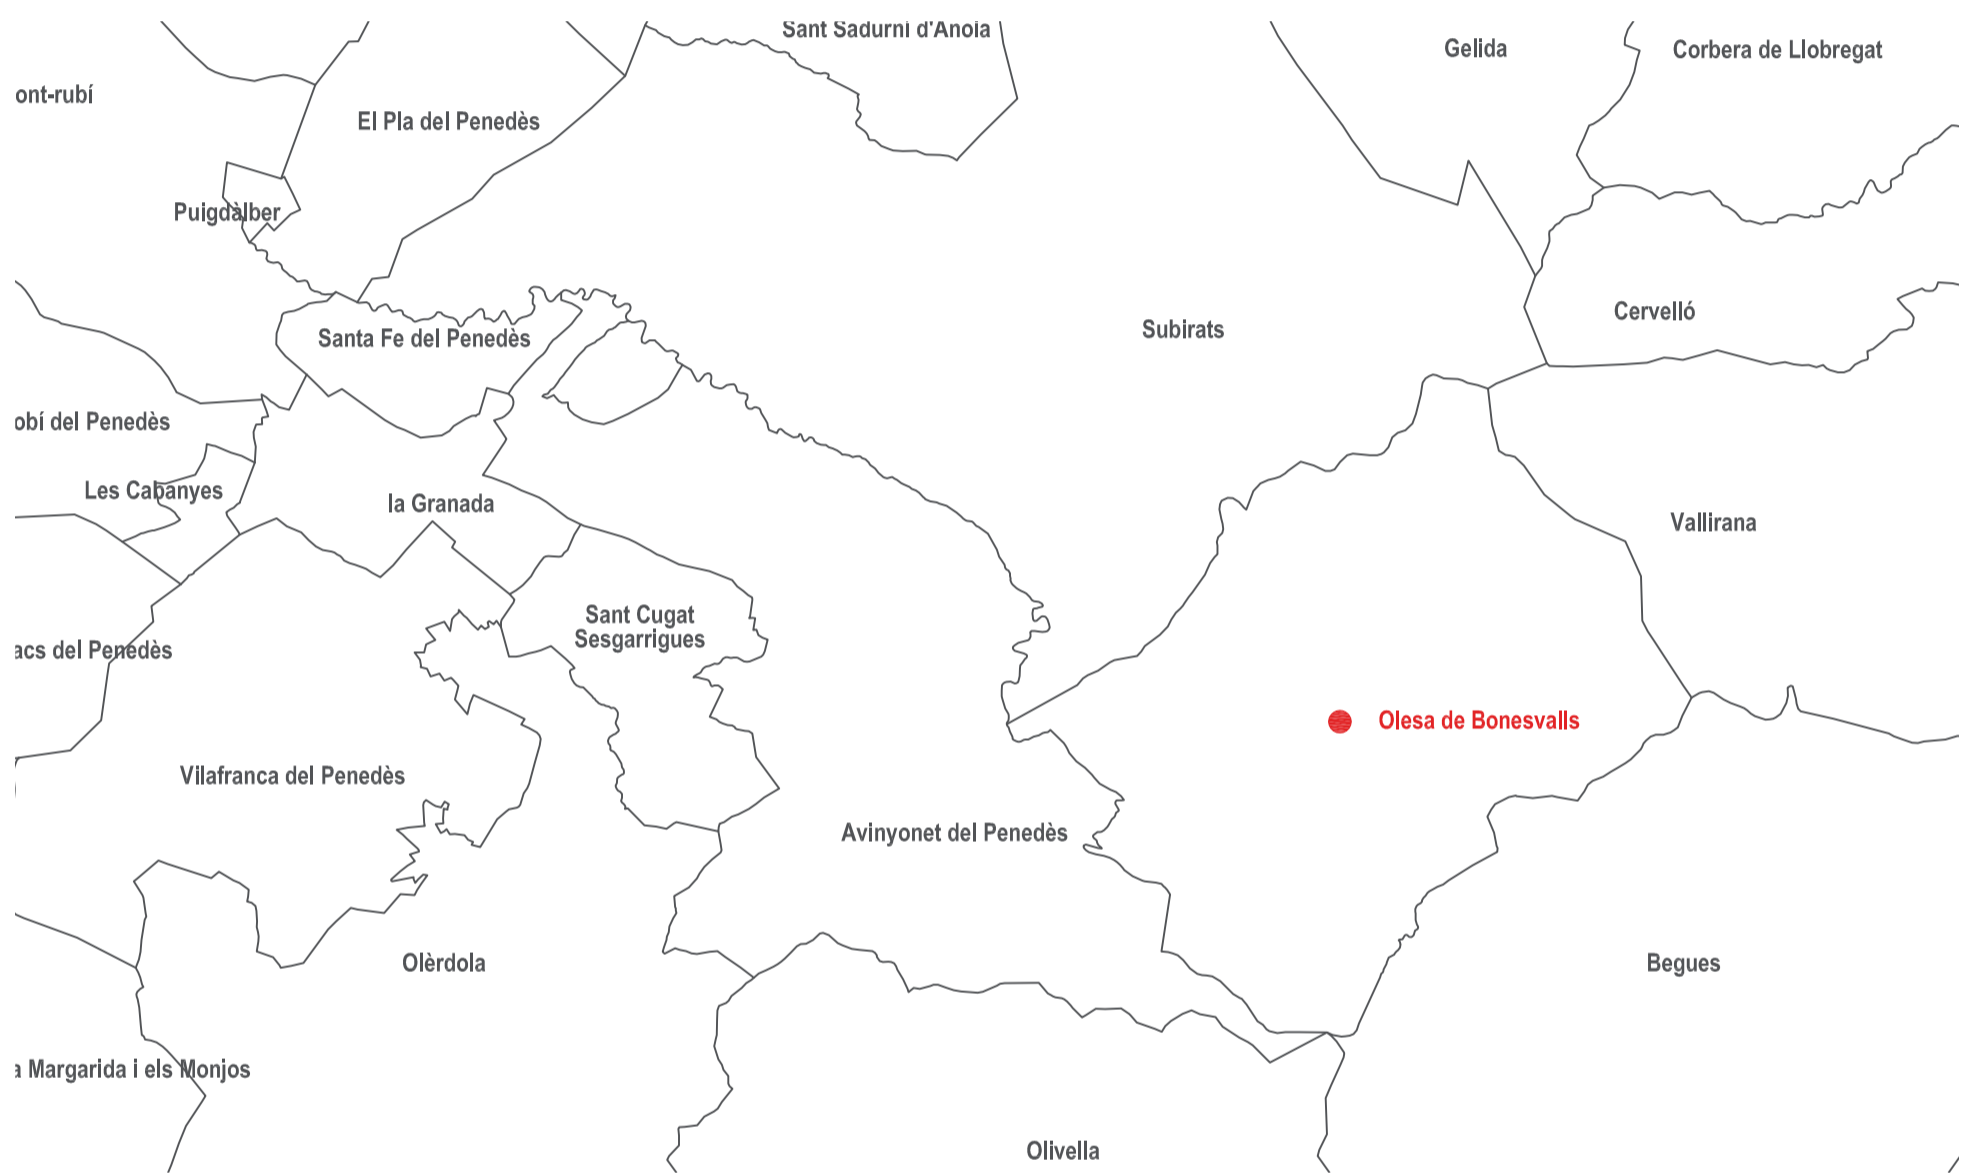 Sant Sadurní d'Anoia
Gelida
Corbera de Llobregat
ont-rubí
El Pla del Penedès
Puigdàlber
Cervelló
Subirats
Santa Fe del Penedès
obí del Penedès
Les Cabanyes
la Granada
Vallirana
Sant Cugat
Sesgarrigues
acs del Penedès
Olesa de Bonesvalls
Vilafranca del Penedès
Avinyonet del Penedès
Olèrdola
Begues
a Margarida i els Monjos
Olivella